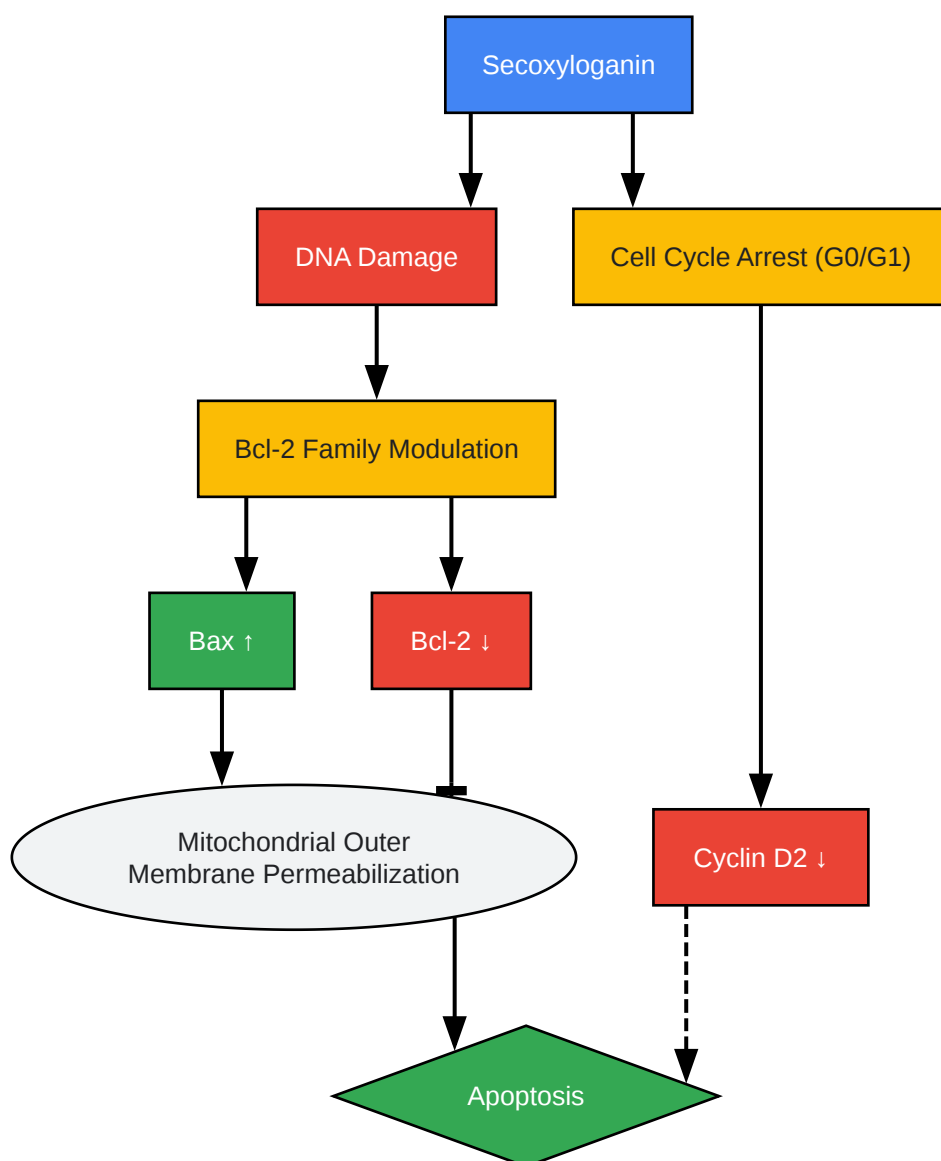 Secoxyloganin
DNA Damage
Cell Cycle Arrest (G0/G1)
Bcl-2 Family Modulation
Bax ↑
Bcl-2 ↓
Mitochondrial Outer
Membrane Permeabilization
Cyclin D2 ↓
Apoptosis